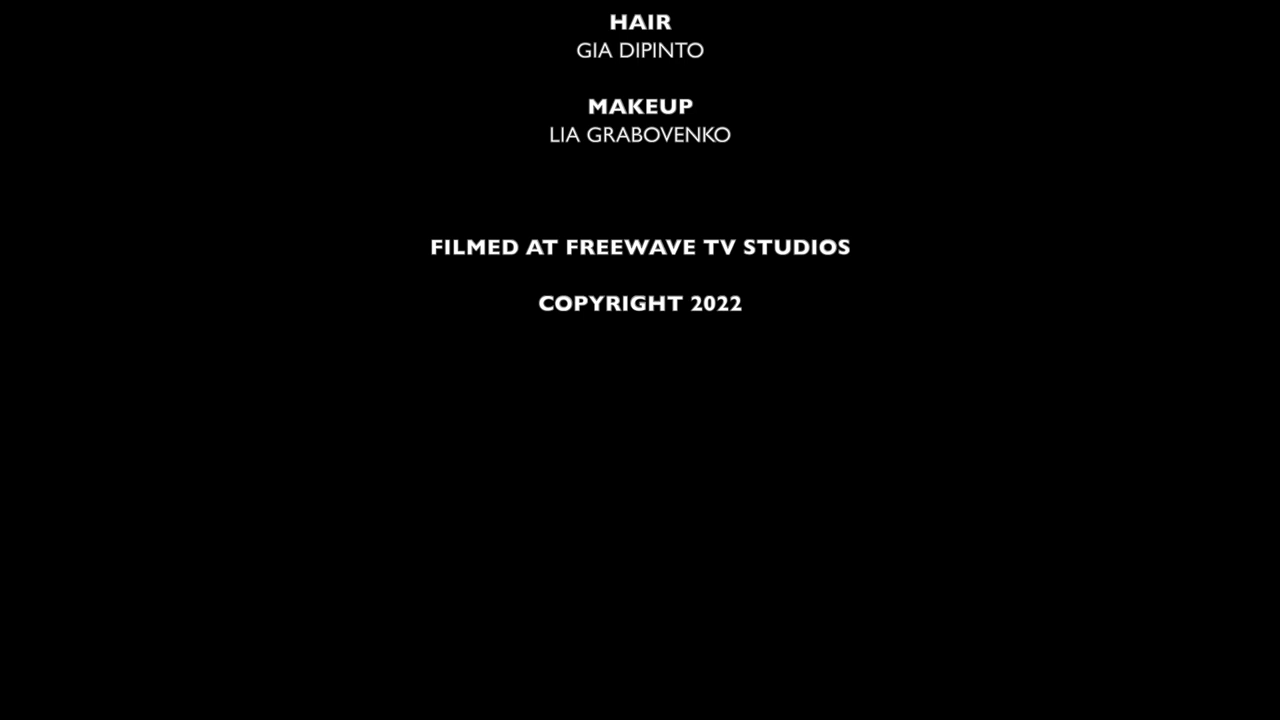 HAIR
GIA DIPINTO
MAKEUP
LIA GRABOVENKO
FILMED AT FREEWAVE TV STUDIOS
COPYRIGHT 2022